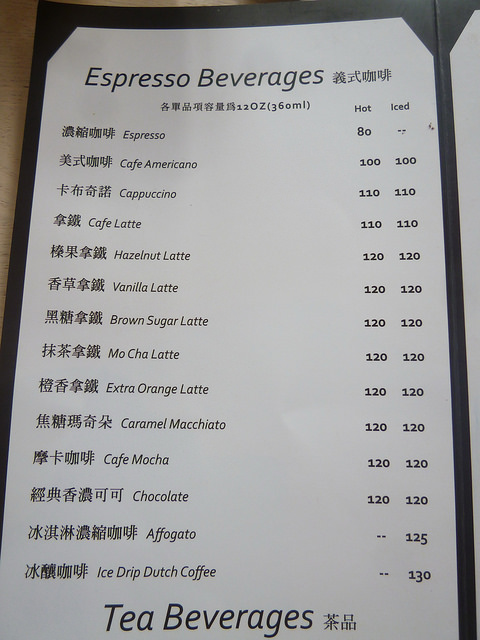 Espresso Beverages 義式咖啡
各單品項容量爲12OZ(360ml) Hot Iced
濃縮咖啡 Espresso 80 --
美式咖啡 Cafe Americano 100 100
卡布奇諾 Cappuccino 110 110
拿鐵 Cafe Latte 110 110
榛果拿鐵 Hazelnut Latte 120 120
香草拿鐵 Vanilla Latte 120 120
黑糖拿鐵 Brown Sugar Latte 120 120
抹茶拿鐵 Mo Cha Latte 120 120
橙香拿鐵 Extra Orange Latte 120 120
焦糖瑪奇朵 Caramel Macchiato 120 120
摩卡咖啡 Cafe Mocha 120 120
經典香濃可可 Chocolate 120 120
冰淇淋濃縮咖啡 Affogato -- 125
冰釀咖啡 Ice Drip Dutch Coffee -- 130
Tea Beverages 茶品